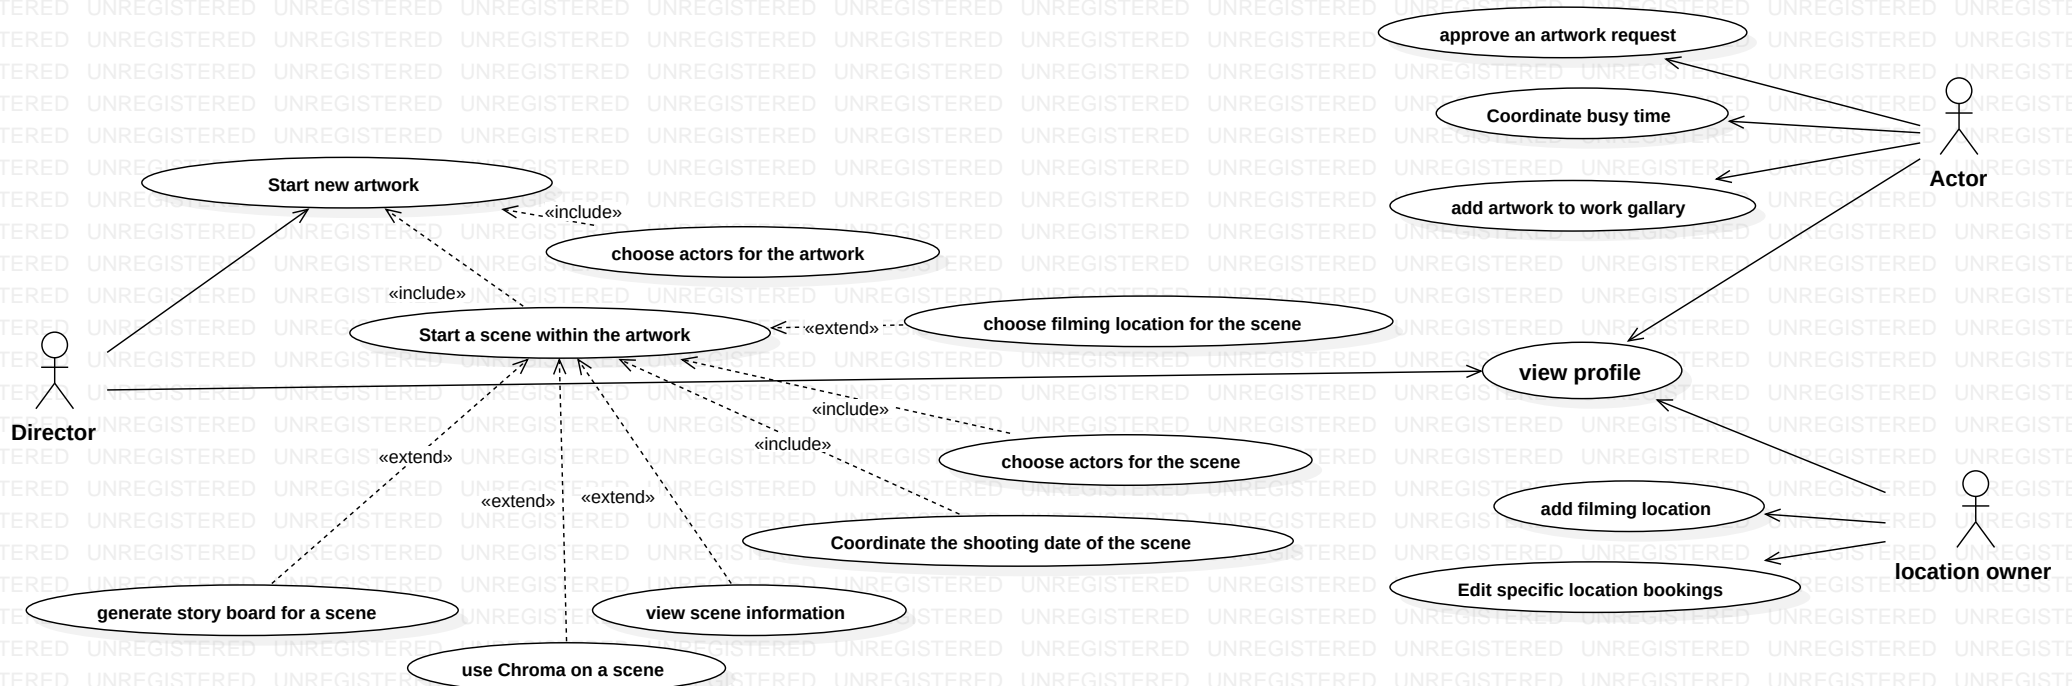 approve an artwork request
Coordinate busy time
Actor
Start new artwork
add artwork to work gallary
«include»
choose actors for the artwork
«include»
Start a scene within the artwork
«extend»
choose filming location for the scene
view profile
Director
«include»
«include»
«extend»
choose actors for the scene
«extend»
«extend»
add filming location
Coordinate the shooting date of the scene
location owner
Edit specific location bookings
generate story board for a scene
view scene information
use Chroma on a scene
UNREGISTERED